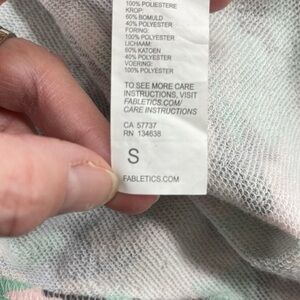 100% POLIESTERE
KROP:
60% BOMULD
40% POLYESTER
FORING:
100% POLYESTER
LICHAAM:
60% KATOEN
40% POLYESTER
VOERING:
100% POLYESTER
TO SEE MORE CARE
INSTRUCTIONS, VISIT
FABLETICS.COM/
CARE INSTRUCTIONS
CA 57737
RN 134638
S
FABLETICS.COM